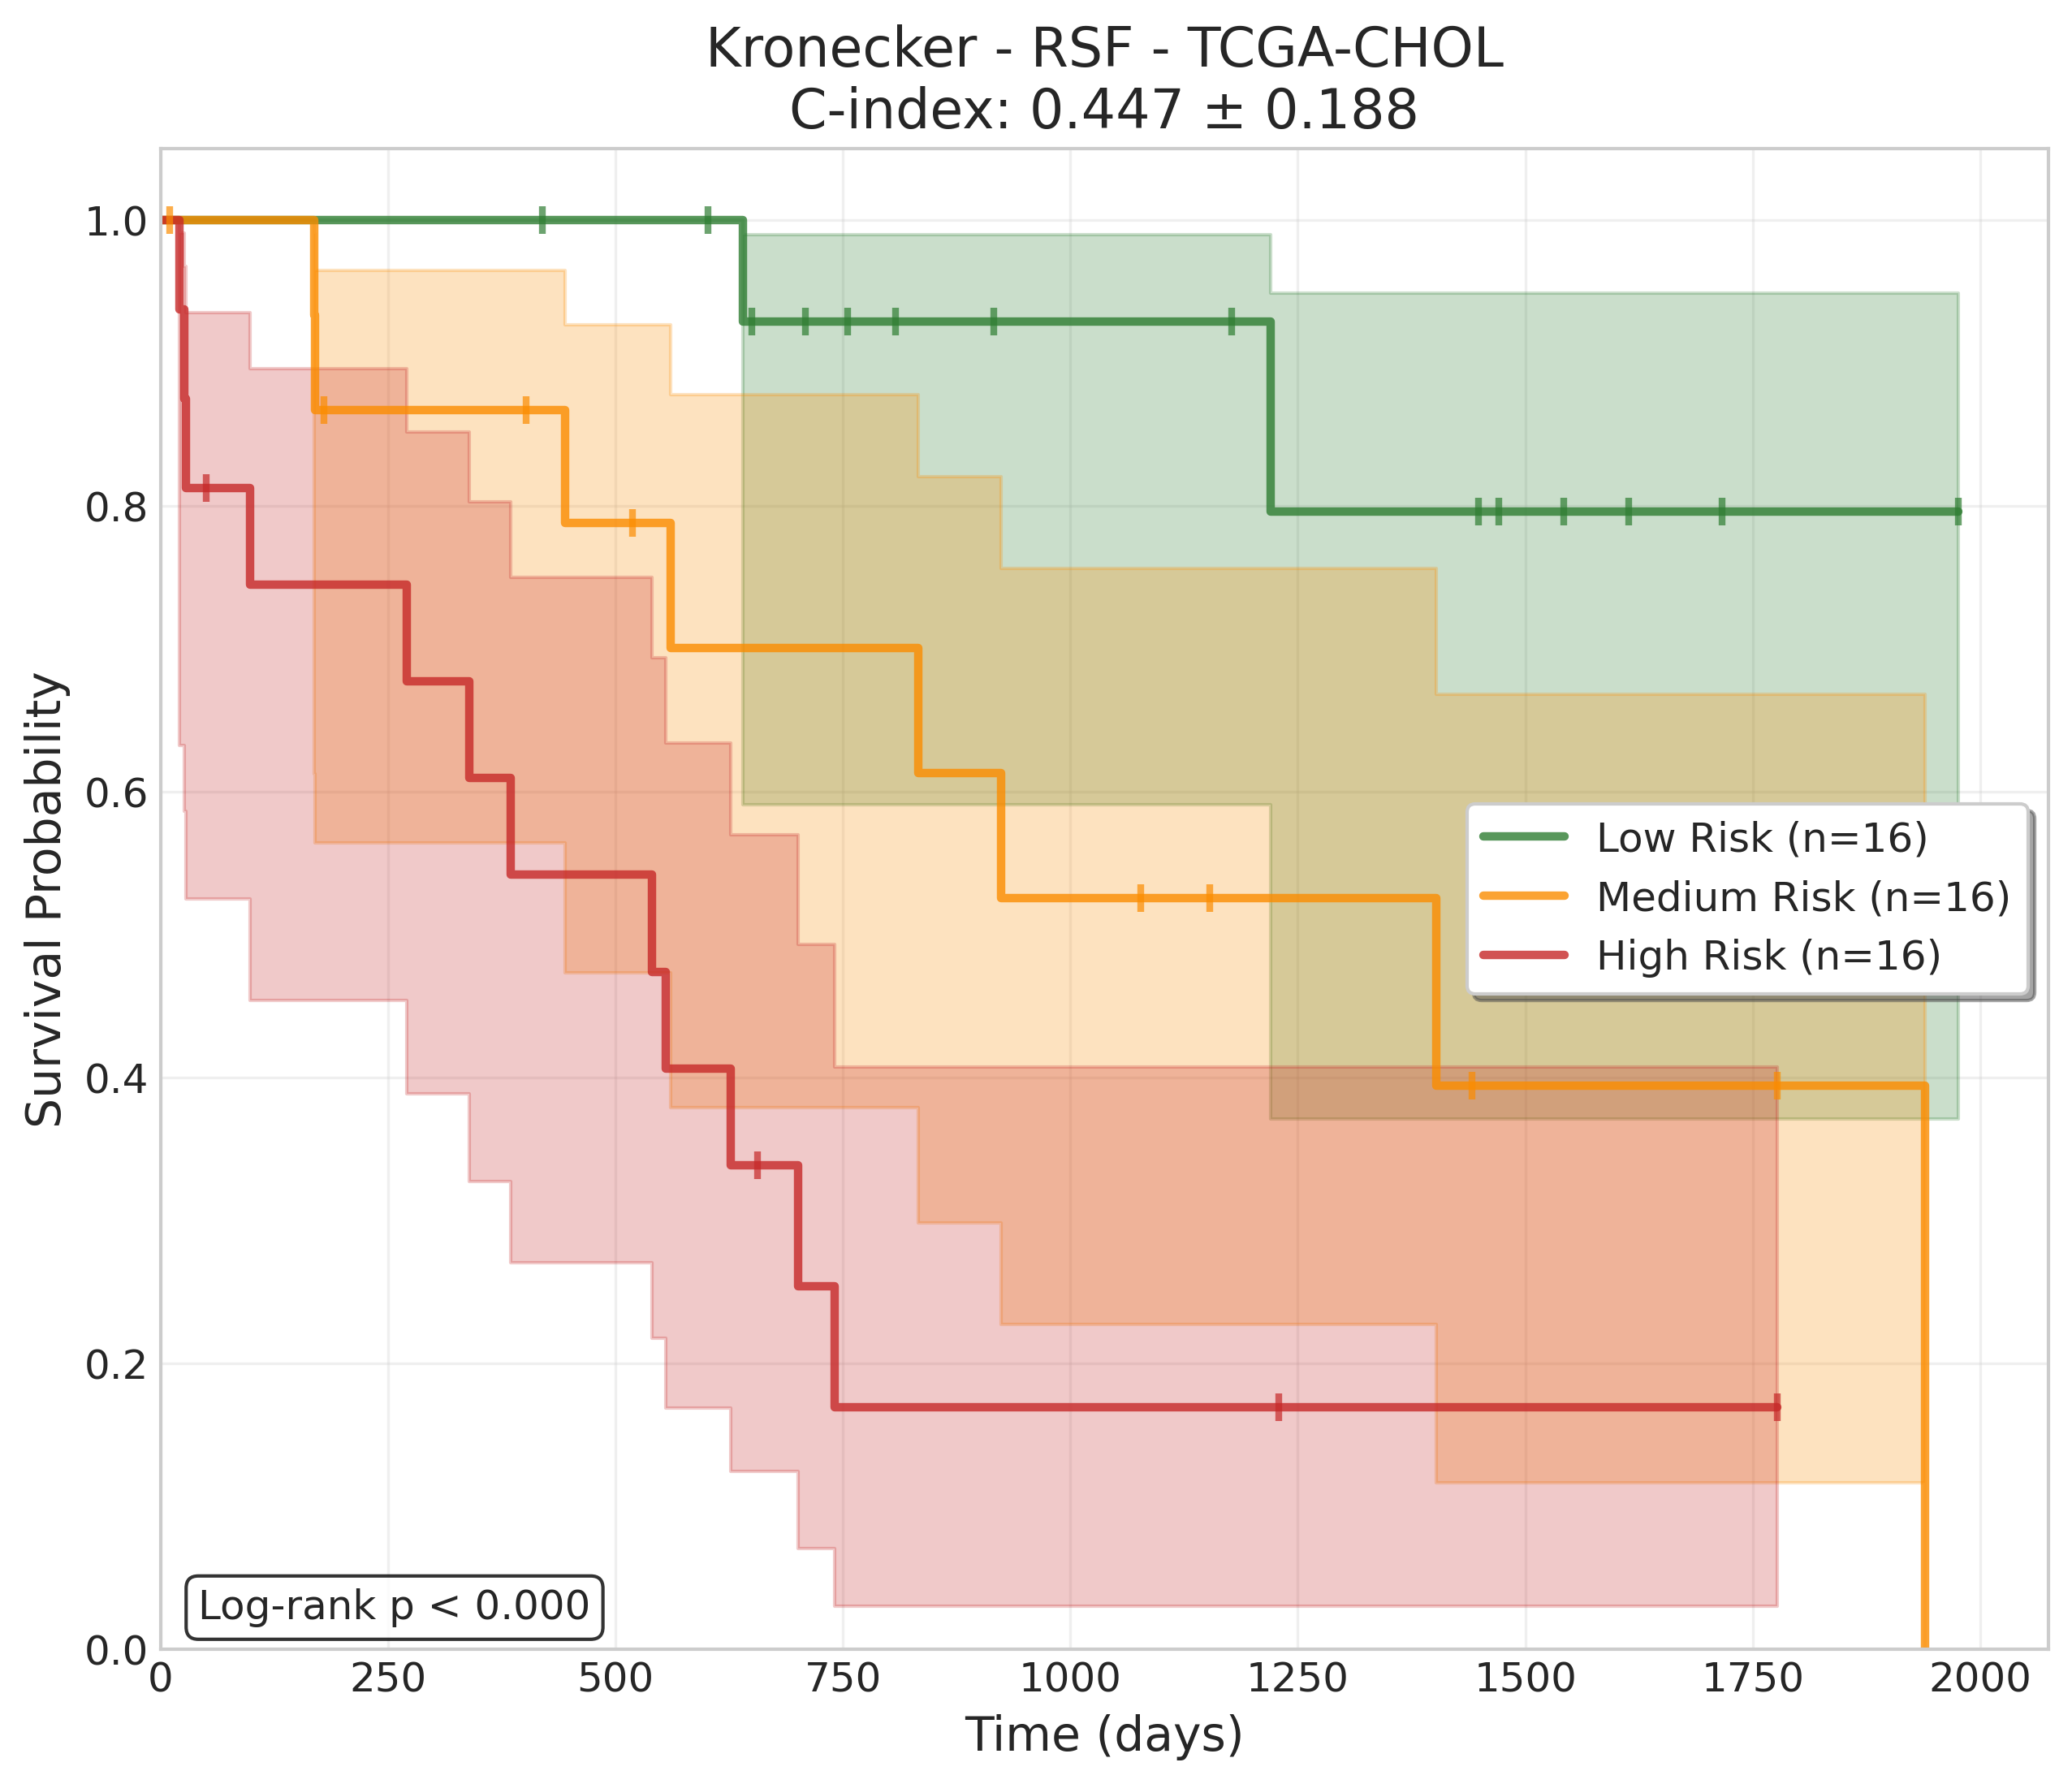 Kronecker - RSF - TCGA-CHOL
C-index: 0.447 ± 0.188
Survival Probability
1.0
0.8
0.6
0.4
0.2
0.0
Low Risk (n=16)
Medium Risk (n=16)
High Risk (n=16)
Log-rank p < 0.000
0 250 500 750 1000 1250 1500 1750 2000
Time (days)